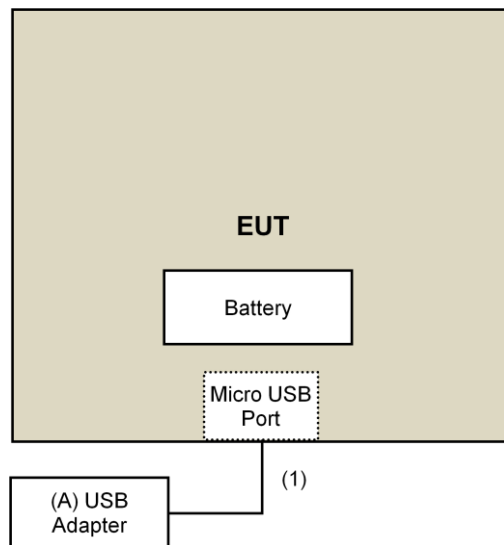 EUT
Battery
Micro USB
Port
(1)
(A) USB
Adapter